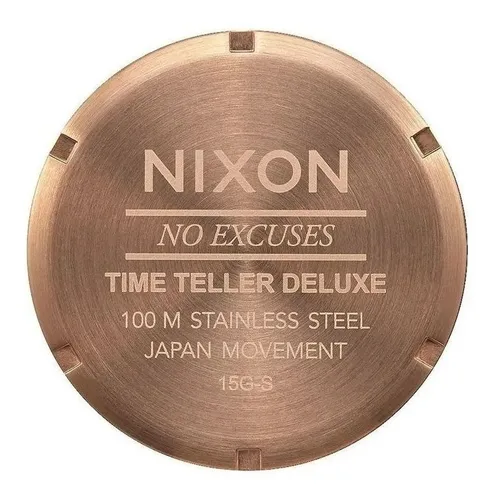 NIXON
NO EXCUSES
TIME TELLER DELUXE
100 M STAINLESS STEEL
JAPAN MOVEMENT
15G-S